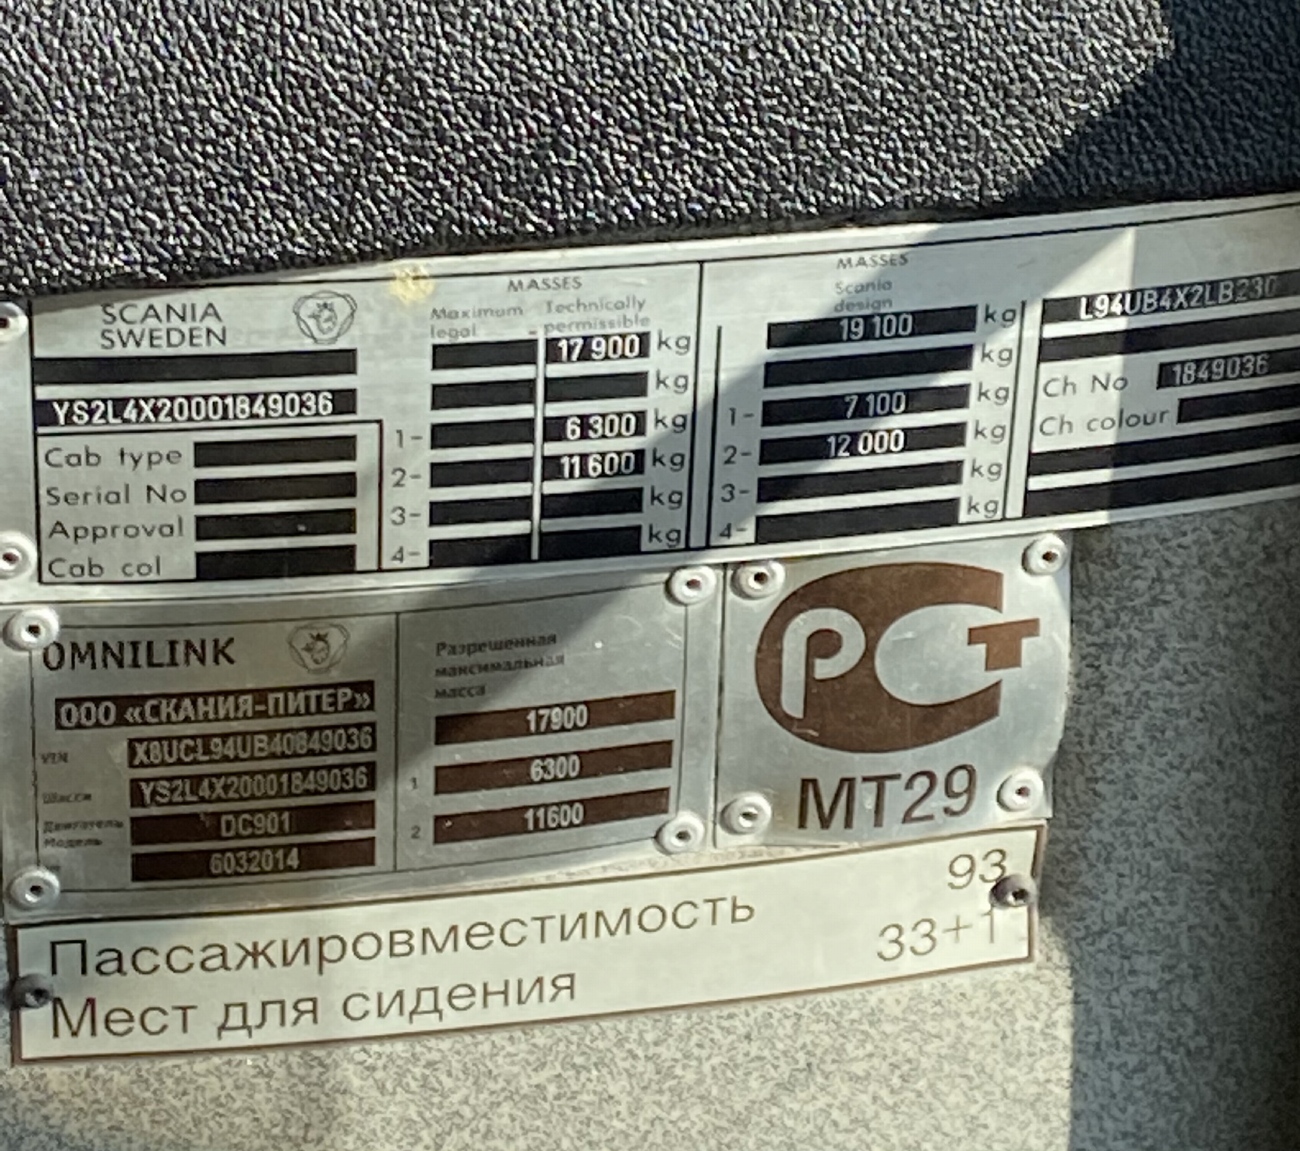 SCANIA
SWEDEN
YS2L4X20001849036
Cab type
Serial No
Approval
Cab col
MASSES
Maximum legal
Technically permissible
17 900 kg
kg
1- 6 300 kg
2- 11 600 kg
3- kg
4- kg
MASSES
Scania
design
19 100 kg
kg
1- 7 100 kg
2- 12 000 kg
3- kg
4- kg
L94UB4X2LB230
Ch No 1849036
Ch colour
OMNILINK
ООО «СКАНИЯ-ПИТЕР»
VIN X8UCL94UB40849036
Шасси YS2L4X20001849036
Двигатель DC901
Модель
6032014
Разрешенная
максимальная
масса
17900
1 6300
2 11600
РСТ
МТ29
Пассажировместимость 93
Мест для сидения 33+1